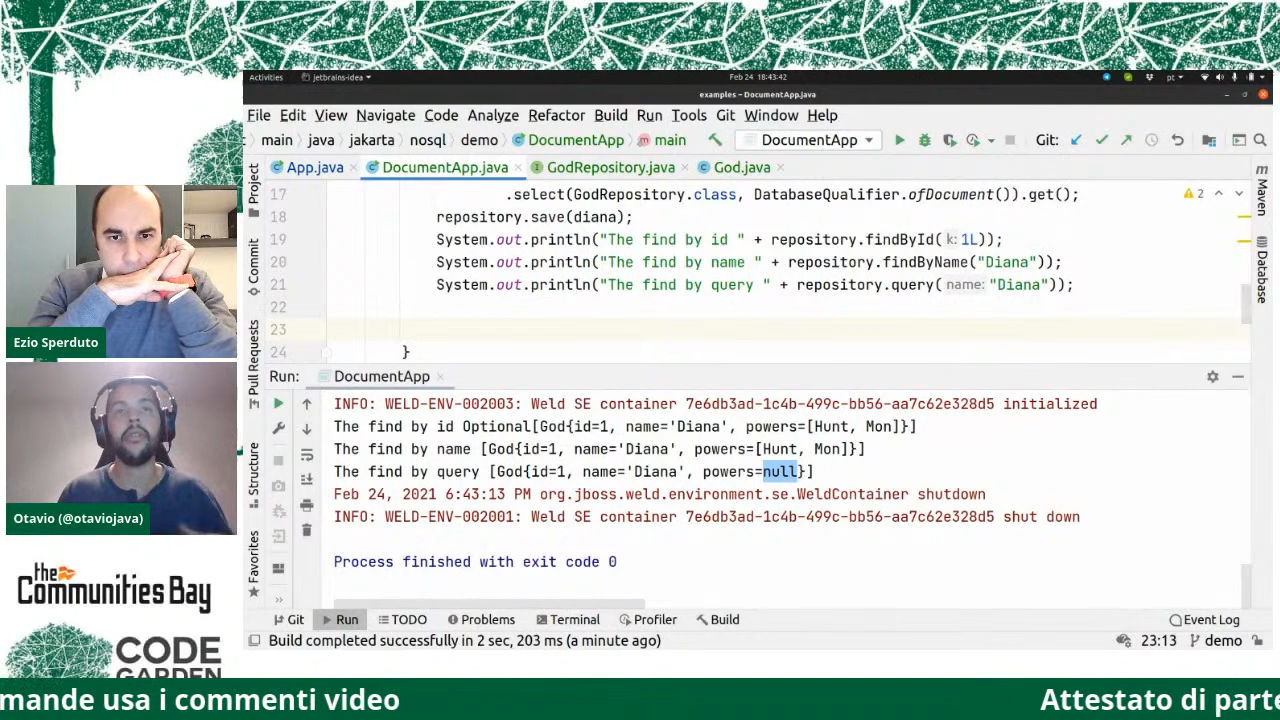 Activities
jetbrains-idea
Feb 24 18:43:42
pt
examples – DocumentApp.java
File Edit View Navigate Code Analyze Refactor Build Run Tools Git Window Help
main java jakarta nosql demo DocumentApp main
DocumentApp
Git:
App.java
DocumentApp.java
GodRepository.java
God.java
Project
Commit
Pull Requests
Structure
Favorites
Maven
Database
2
17 .select(GodRepository.class, DatabaseQualifier.ofDocument()).get();
18 repository.save(diana);
19 System.out.println("The find by id " + repository.findById( k: 1L));
20 System.out.println("The find by name " + repository.findByName("Diana"));
21 System.out.println("The find by query " + repository.query( name: "Diana"));
22
23
24 }
Run: DocumentApp
INFO: WELD-ENV-002003: Weld SE container 7e6db3ad-1c4b-499c-bb56-aa7c62e328d5 initialized
The find by id Optional[God{id=1, name='Diana', powers=[Hunt, Mon]}]
The find by name [God{id=1, name='Diana', powers=[Hunt, Mon]}]
The find by query [God{id=1, name='Diana', powers=null}]
Feb 24, 2021 6:43:13 PM org.jboss.weld.environment.se.WeldContainer shutdown
INFO: WELD-ENV-002001: Weld SE container 7e6db3ad-1c4b-499c-bb56-aa7c62e328d5 shut down
Process finished with exit code 0
Git Run TODO Problems Terminal Profiler Build Event Log
Build completed successfully in 2 sec, 203 ms (a minute ago)
23:13 demo
Ezio Sperduto
Otavio (@otaviojava)
the
Communities Bay
CODE
GARDEN
mande usa i commenti video
Attestato di parte